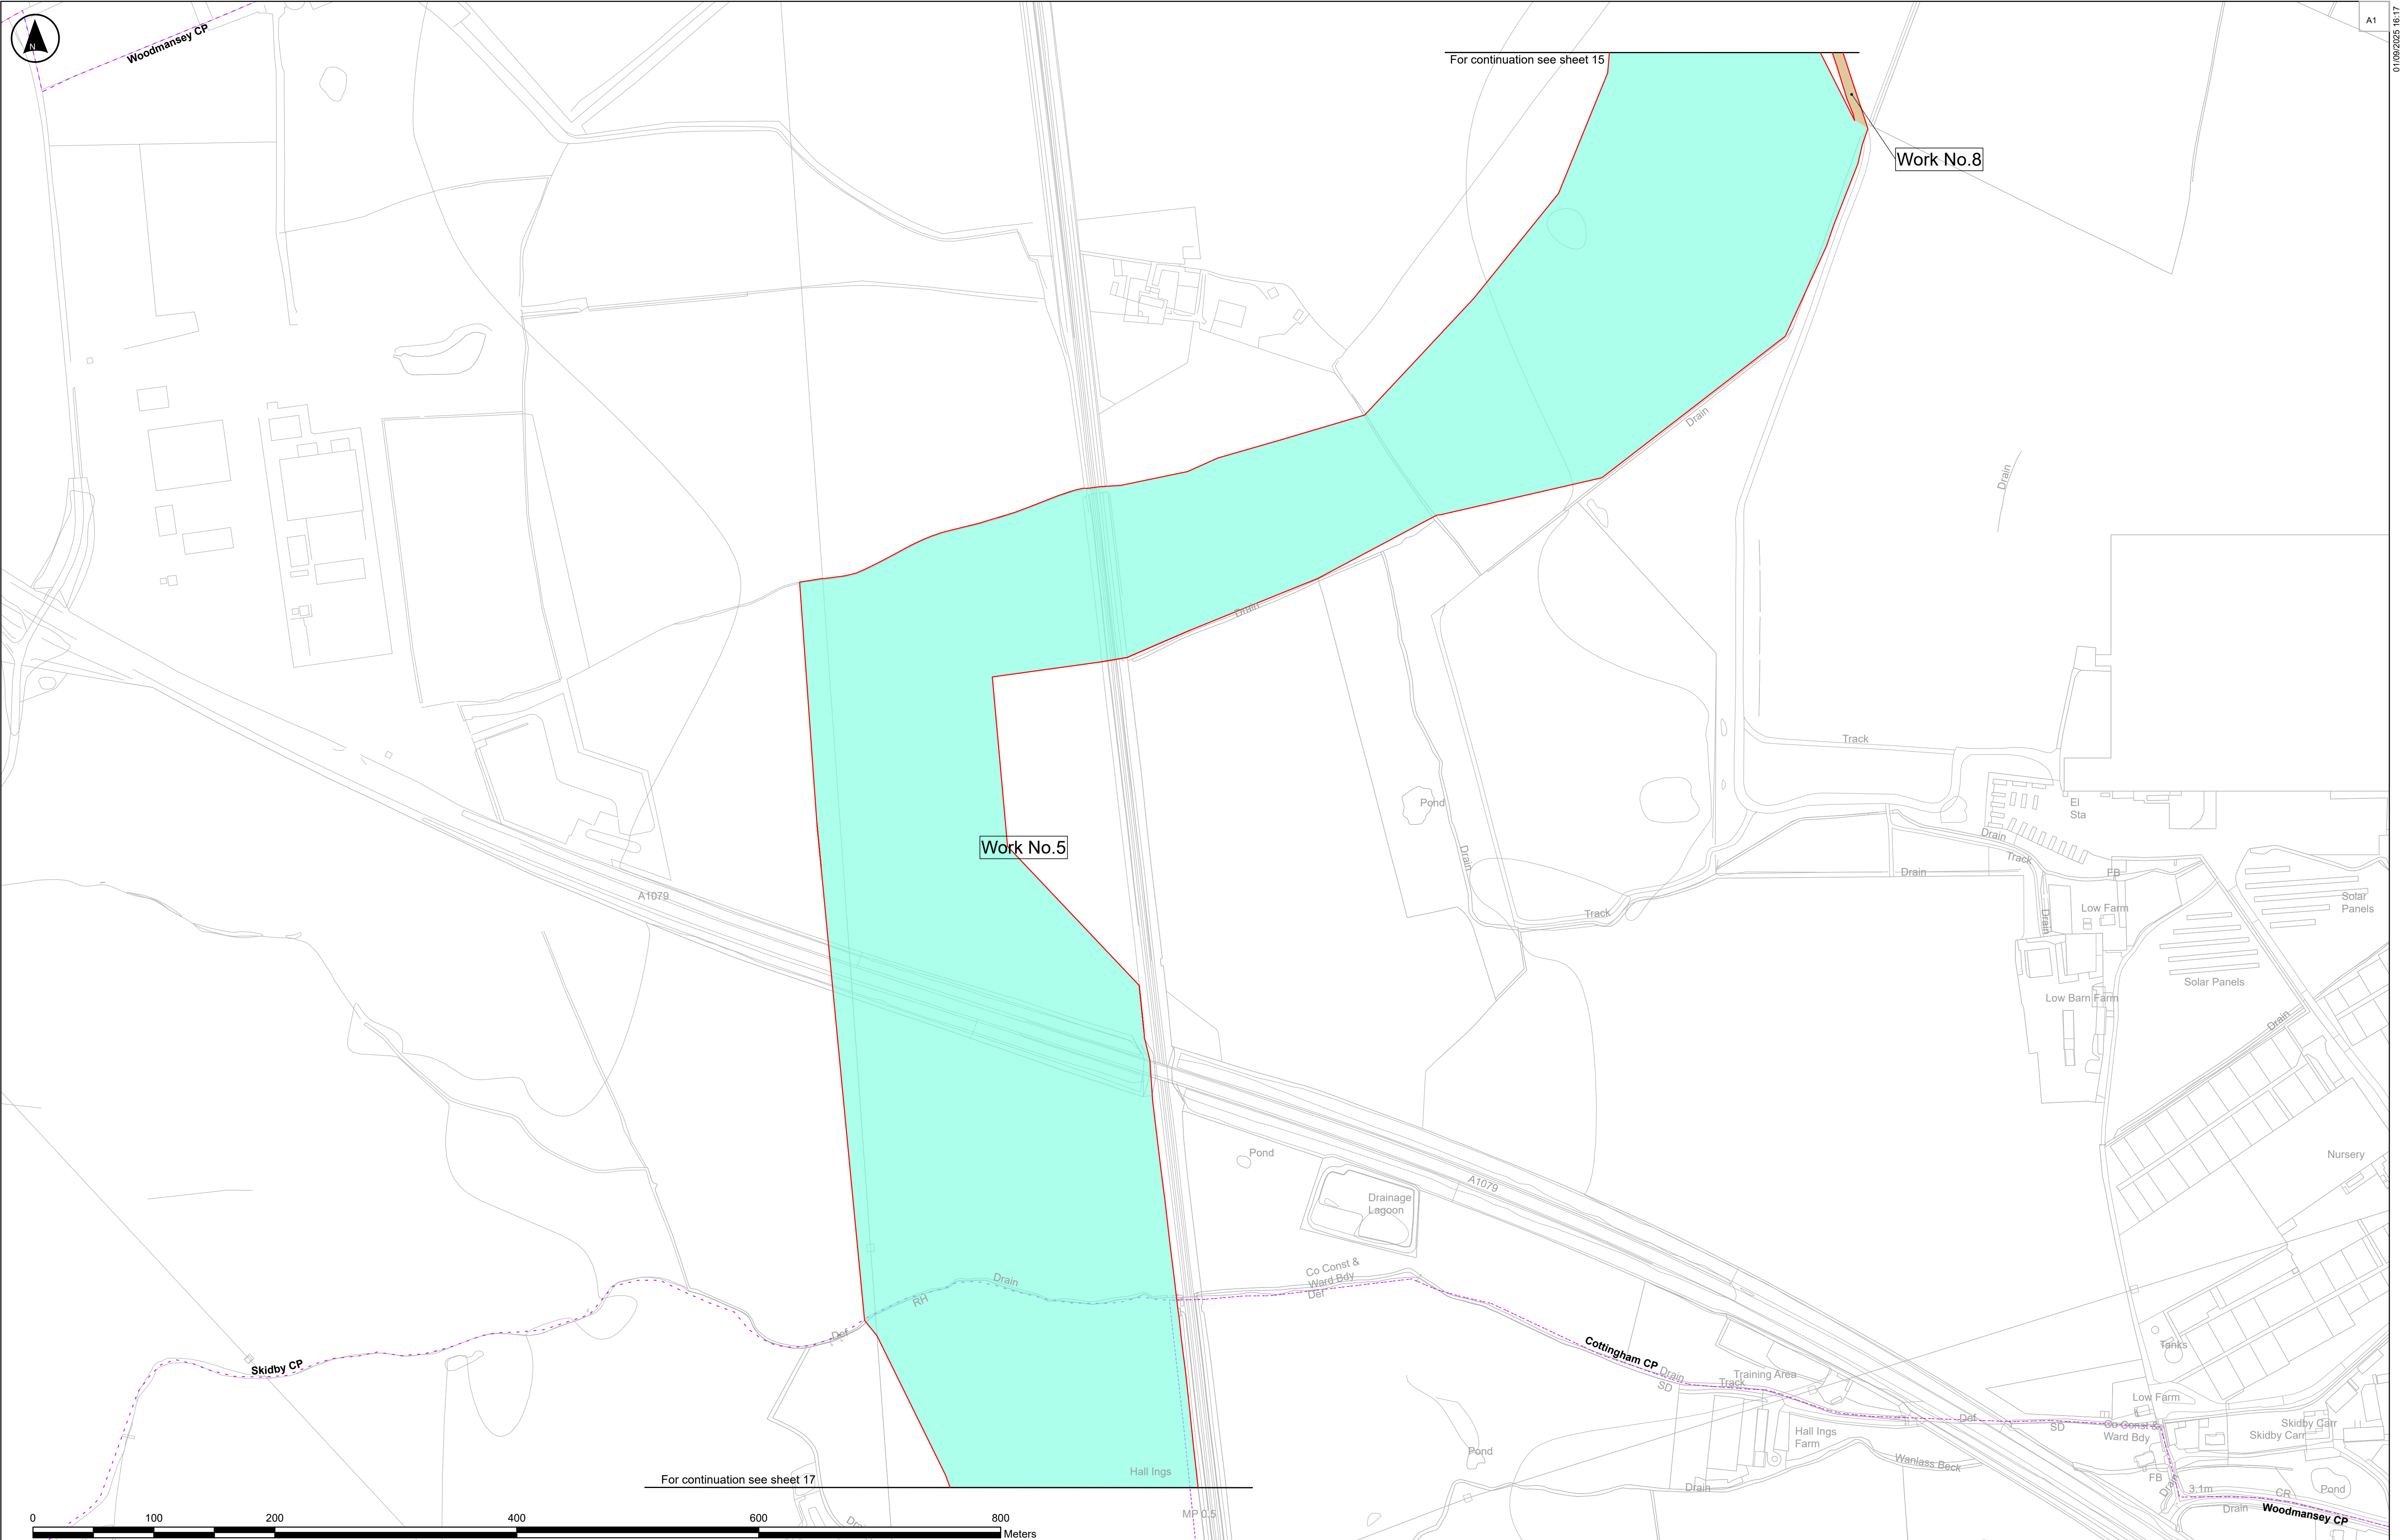 A1
01/09/2025 16:17
N
Woodmansey CP
For continuation see sheet 15
Work No.8
Drain
Drain
Drain
Track
Pond
El
Sta
Work No.5
Drain
Drain
Track
Drain
FB
A1079
Solar
Panels
Low Farm
Track
Drain
Solar Panels
Low Barn Farm
Drain
Pond
Nursery
A1079
Drainage
Lagoon
Co Const &
Ward Bdy
Def
Drain
RH
Def
Skidby CP
Cottingham CP
Drain
SD
Track
Training Area
Tanks
Low Farm
Def
SD
Co Const &
Ward Bdy
Skidby Carr
Skidby Carr
Hall Ings
Farm
Pond
Wanlass Beck
Hall Ings
For continuation see sheet 17
Drain
FB
Drain
3.1m
CR
Pond
Drain
Woodmansey CP
MP 0.5
0 100 200 400 600 800
Meters